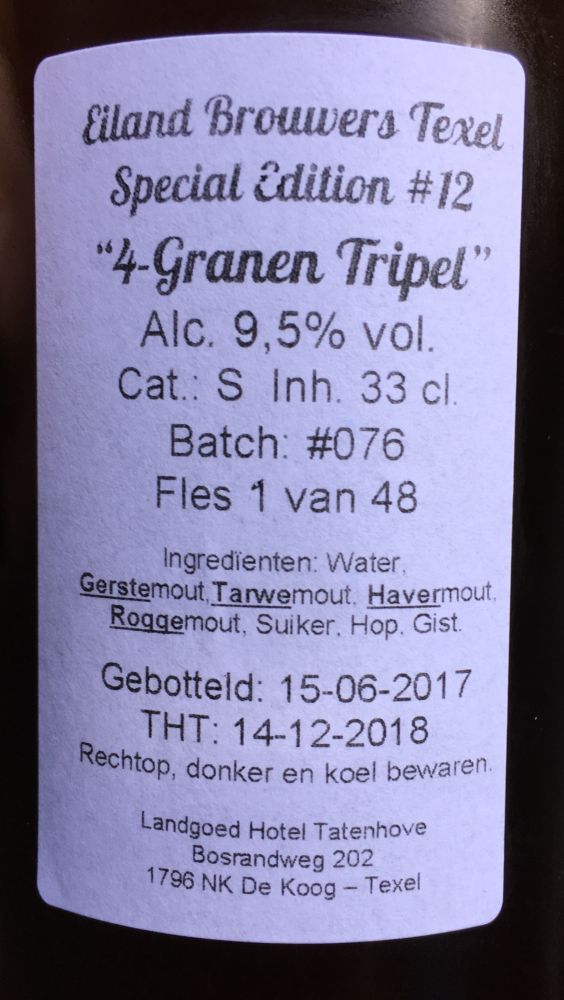 Eiland Brouwers Texel
Special Edition #12
“4-Granen Tripel”
Alc. 9,5% vol.
Cat.: S Inh. 33 cl.
Batch: #076
Fles 1 van 48
Ingredïenten: Water,
Gerstemout, Tarwemout, Havermout,
Roggemout, Suiker, Hop, Gist.
Gebotteld: 15-06-2017
THT: 14-12-2018
Rechtop, donker en koel bewaren.
Landgoed Hotel Tatenhove
Bosrandweg 202
1796 NK De Koog – Texel